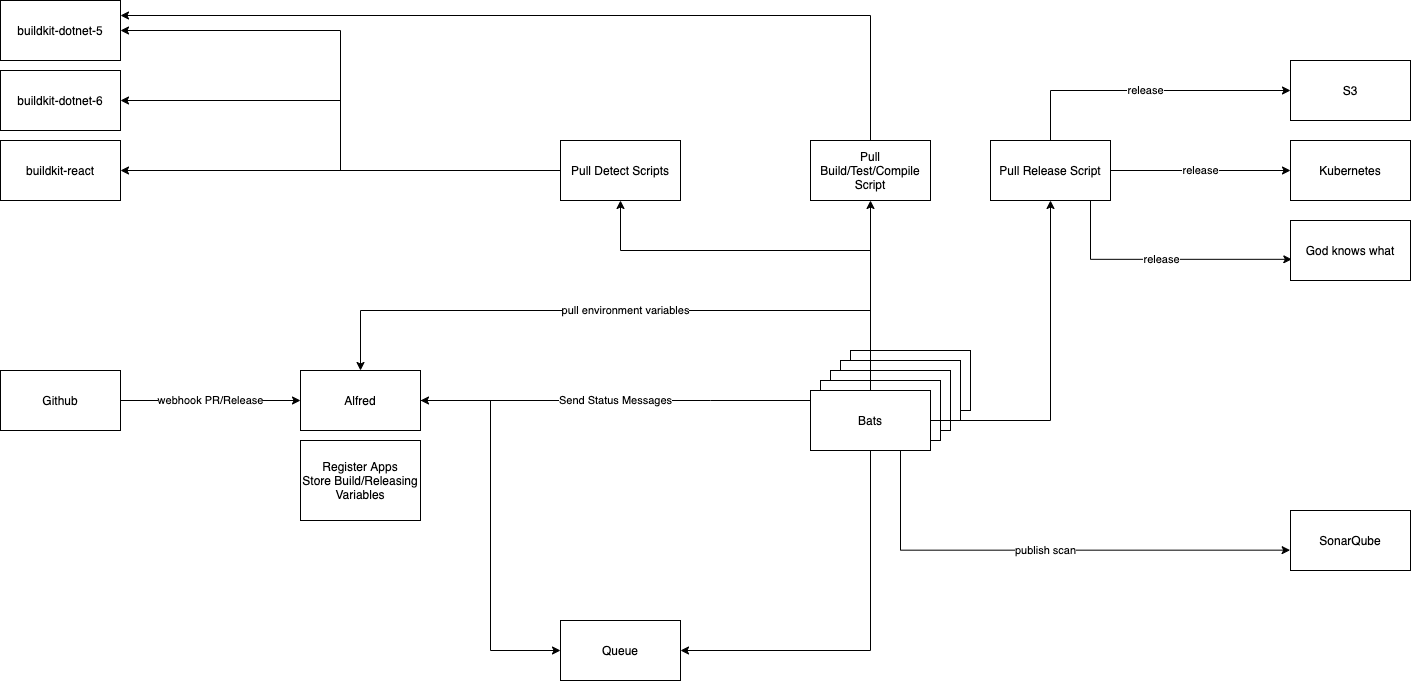 buildkit-dotnet-5
buildkit-dotnet-6
buildkit-react
Pull Detect Scripts
Pull
Build/Test/Compile
Script
Pull Release Script
release
S3
release
Kubernetes
release
God knows what
pull environment variables
Github
webhook PR/Release
Alfred
Send Status Messages
Bats
Register Apps
Store Build/Releasing
Variables
publish scan
SonarQube
Queue